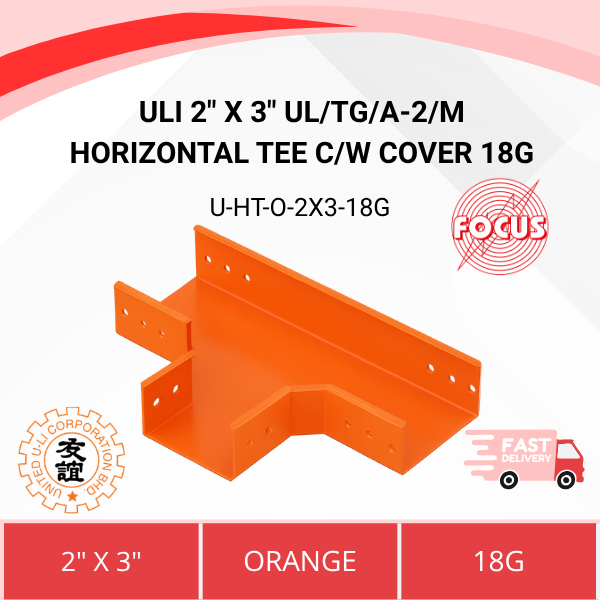 ULI 2" X 3" UL/TG/A-2/M
HORIZONTAL TEE C/W COVER 18G
U-HT-O-2X3-18G
FOCUS
UNITED U-LI CORPORATION BHD.
友
誼
FAST
DELIVERY
2" X 3"
ORANGE
18G